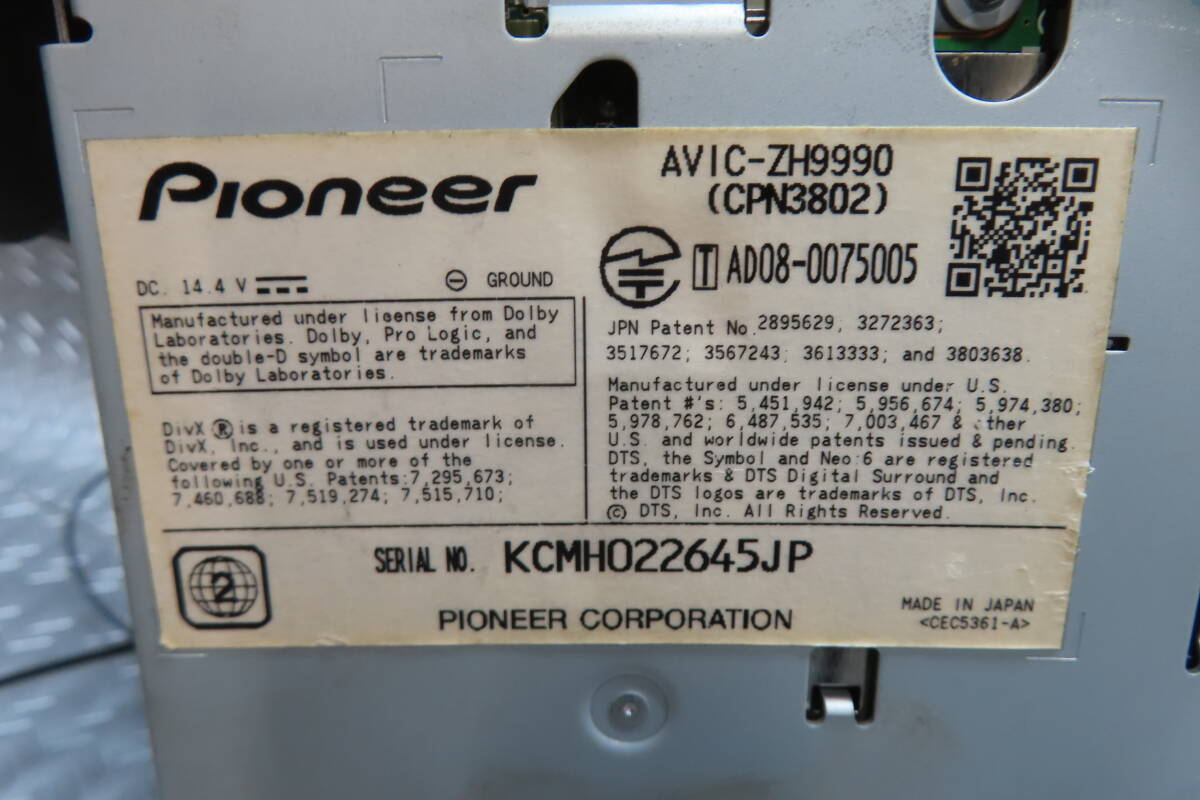 Pioneer
AVIC-ZH9990
(CPN3802)
T AD08-0075005
DC. 14.4 V
⊖ GROUND
Manufactured under license from Dolby
Laboratories. Dolby, Pro Logic, and
the double-D symbol are trademarks
of Dolby Laboratories.
DivX ® is a registered trademark of
DivX, Inc., and is used under license.
Covered by one or more of the
following U.S. Patents:7,295,673;
7,460,688; 7,519,274; 7,515,710;
JPN Patent No.2895629, 3272363;
3517672; 3567243; 3613333; and 3803638.
Manufactured under license under U.S.
Patent #'s: 5,451,942; 5,956,674; 5,974,380;
5,978,762; 6,487,535; 7,003,467 & other
U.S. and worldwide patents issued & pending.
DTS, the Symbol and Neo:6 are registered
trademarks & DTS Digital Surround and
the DTS logos are trademarks of DTS, Inc.
© DTS, Inc. All Rights Reserved.
2
SERIAL NO. KCMH022645JP
PIONEER CORPORATION
MADE IN JAPAN
<CEC5361-A>